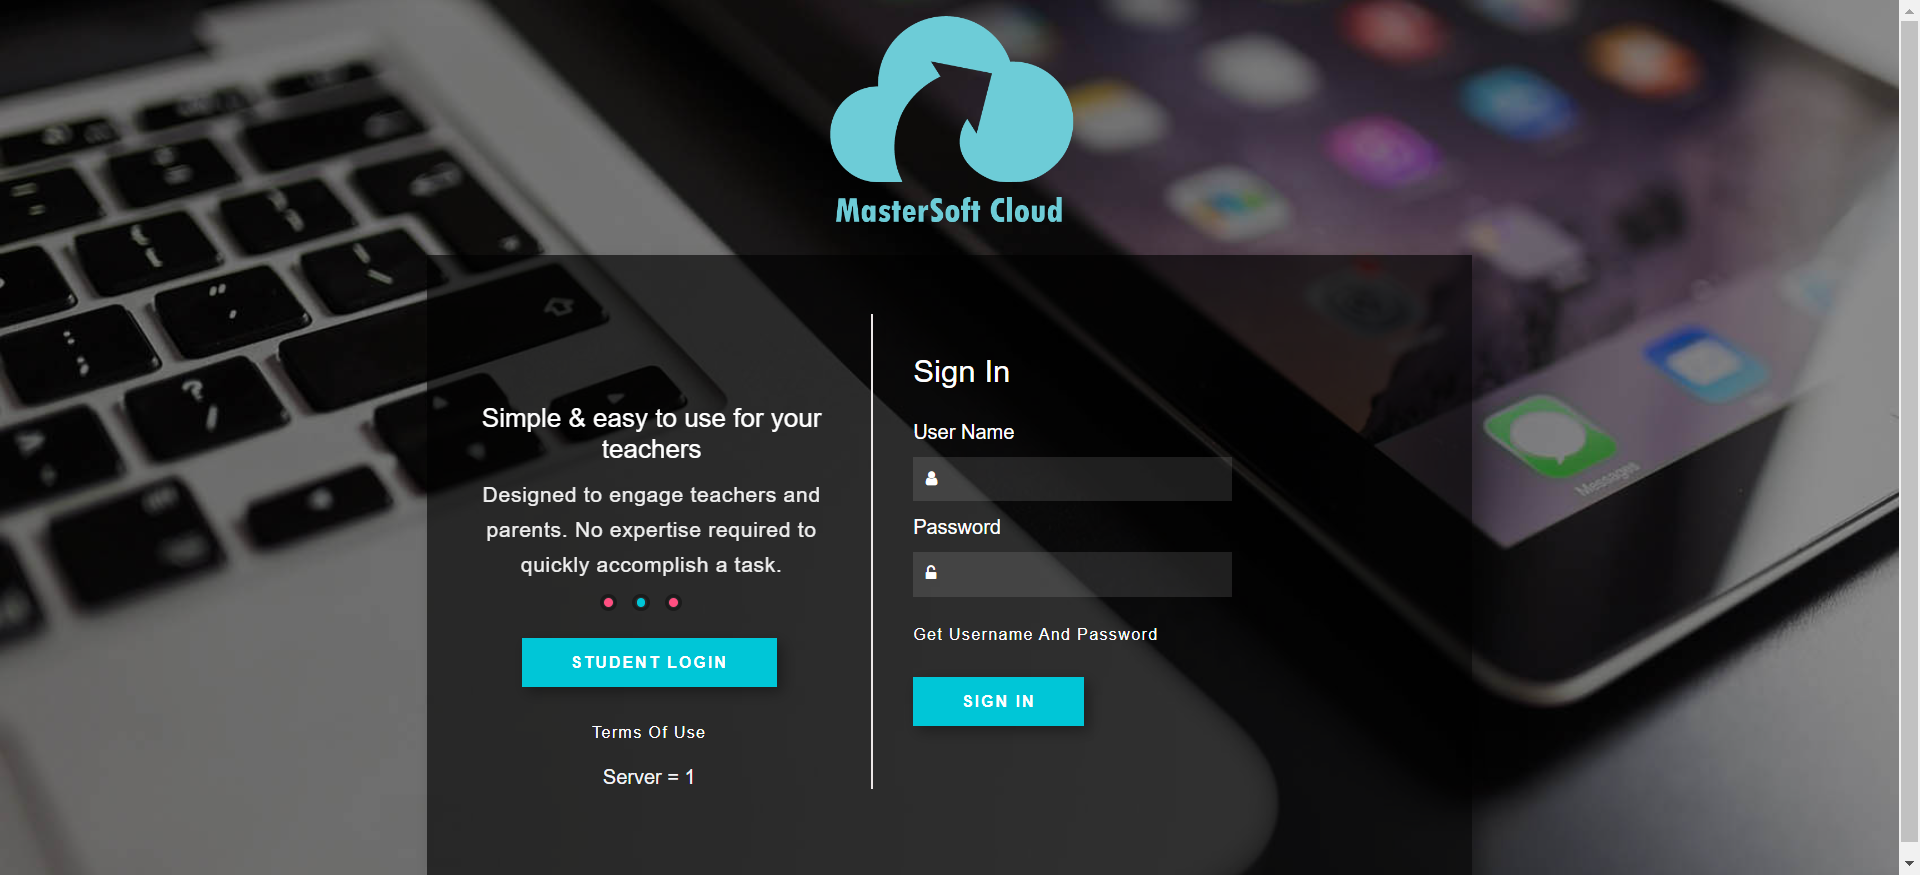 MasterSoft Cloud
Simple & easy to use for your
teachers
Designed to engage teachers and
parents. No expertise required to
quickly accomplish a task.
STUDENT LOGIN
Terms Of Use
Server = 1
Sign In
User Name
Password
Get Username And Password
SIGN IN
Messages